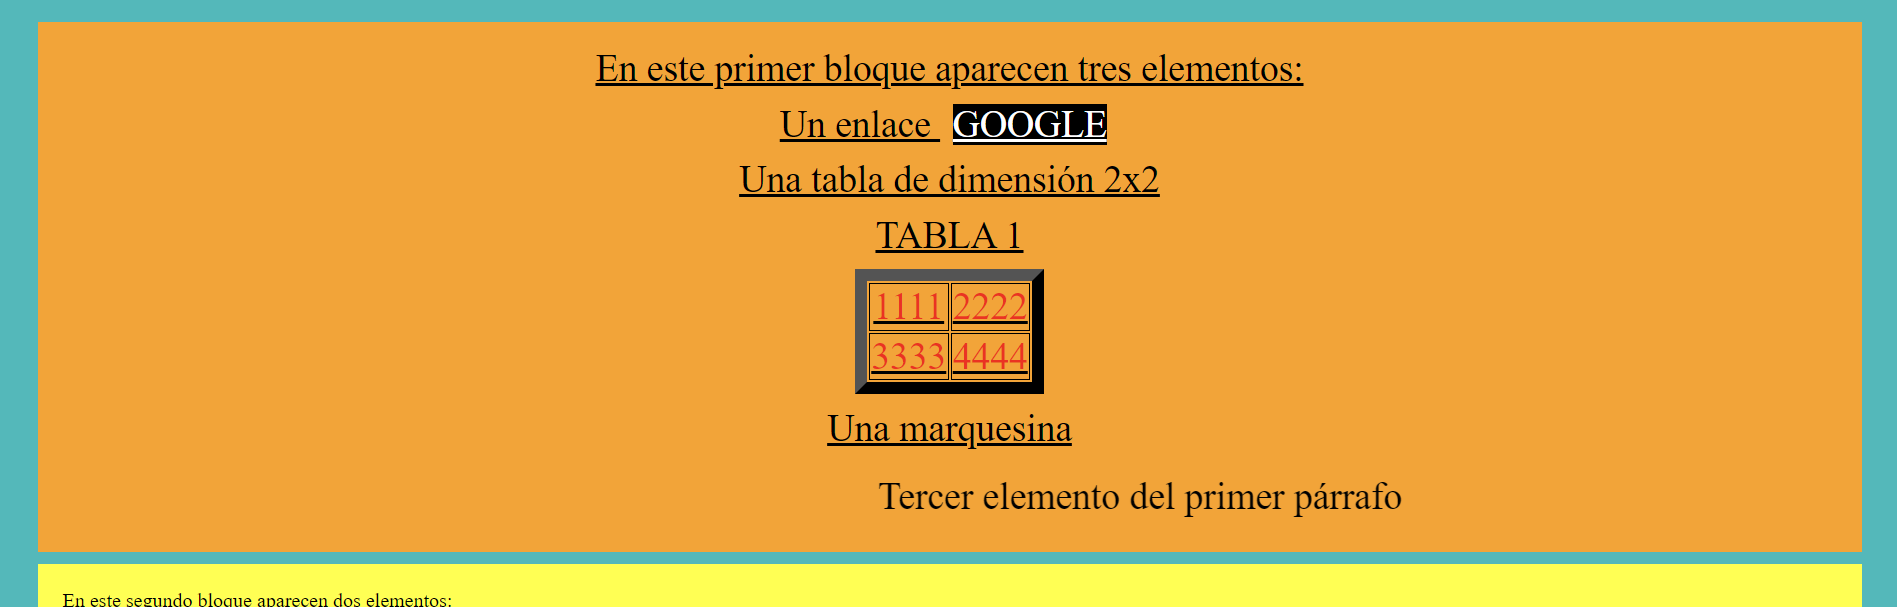 En este primer bloque aparecen tres elementos:
Un enlace GOOGLE
Una tabla de dimensión 2x2
TABLA 1
1111 2222
3333 4444
Una marquesina
Tercer elemento del primer párrafo
En este segundo bloque aparecen dos elementos: